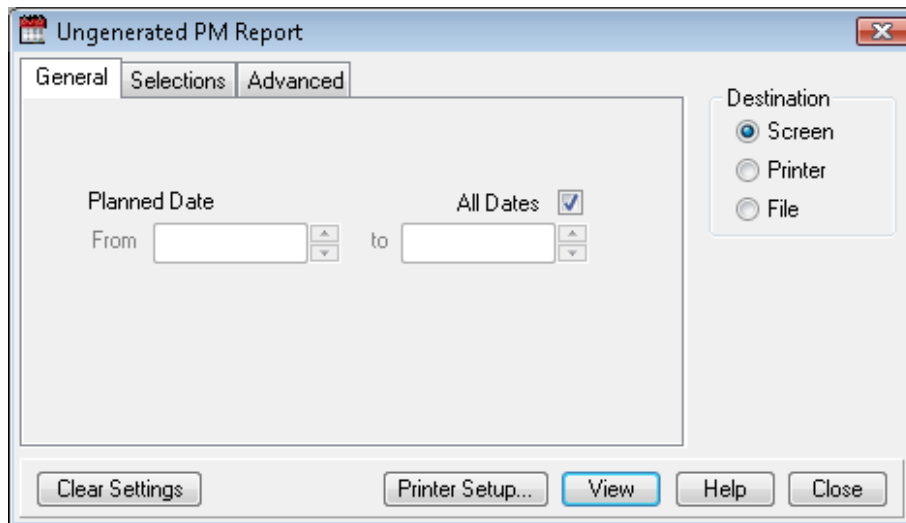 Ungenerated PM Report
General Selections Advanced
Destination
Screen
Printer
File
Planned Date All Dates
From to
Clear Settings Printer Setup... View Help Close